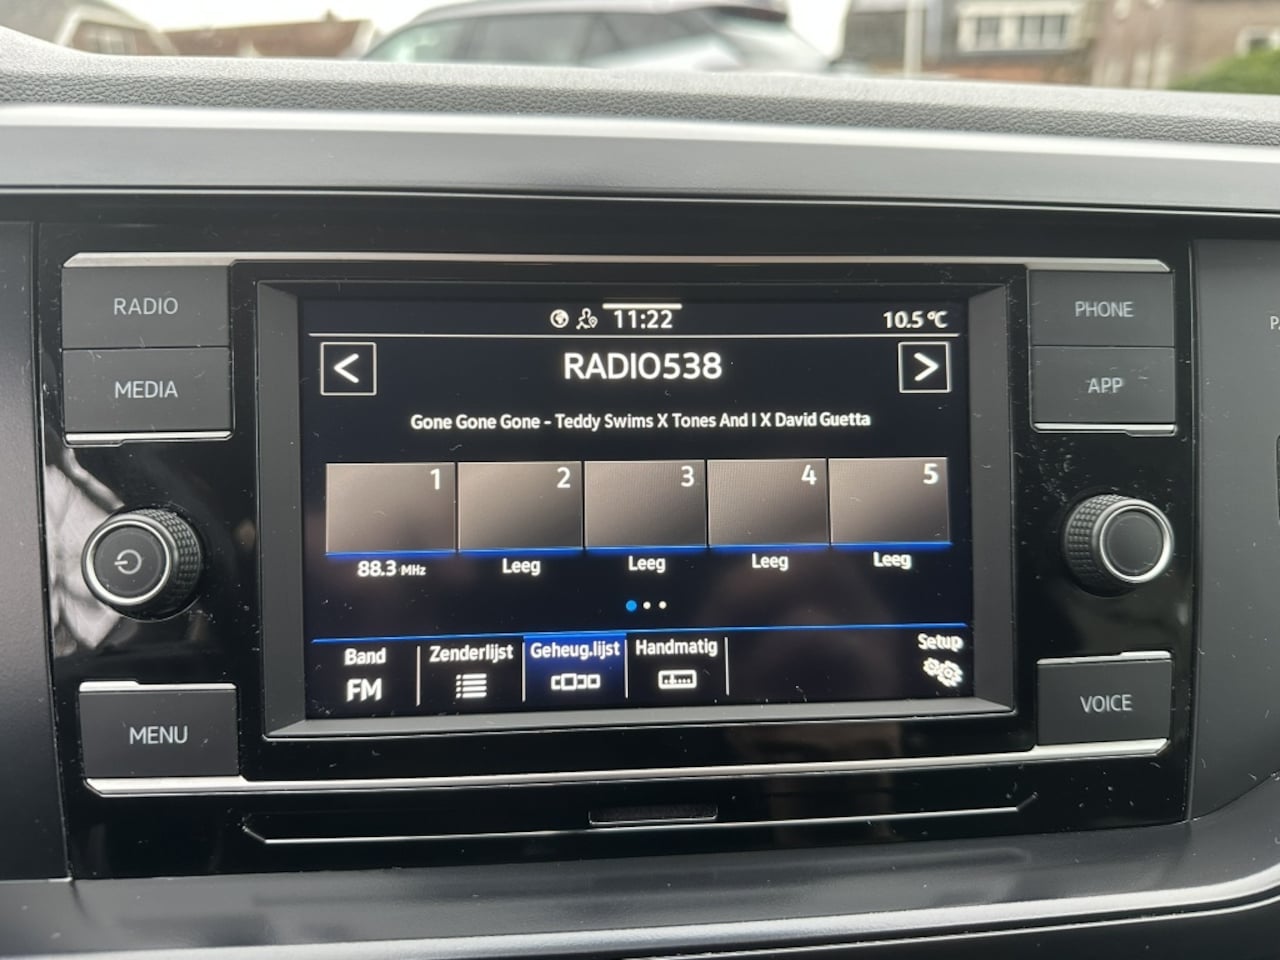 RADIO
MEDIA
MENU
11:22
10.5 °C
<
RADIO538
>
Gone Gone Gone - Teddy Swims X Tones And I X David Guetta
1
2
3
4
5
88.3 MHz
Leeg
Leeg
Leeg
Leeg
Band
FM
Zenderlijst
Geheug.lijst
Handmatig
Setup
PHONE
APP
VOICE